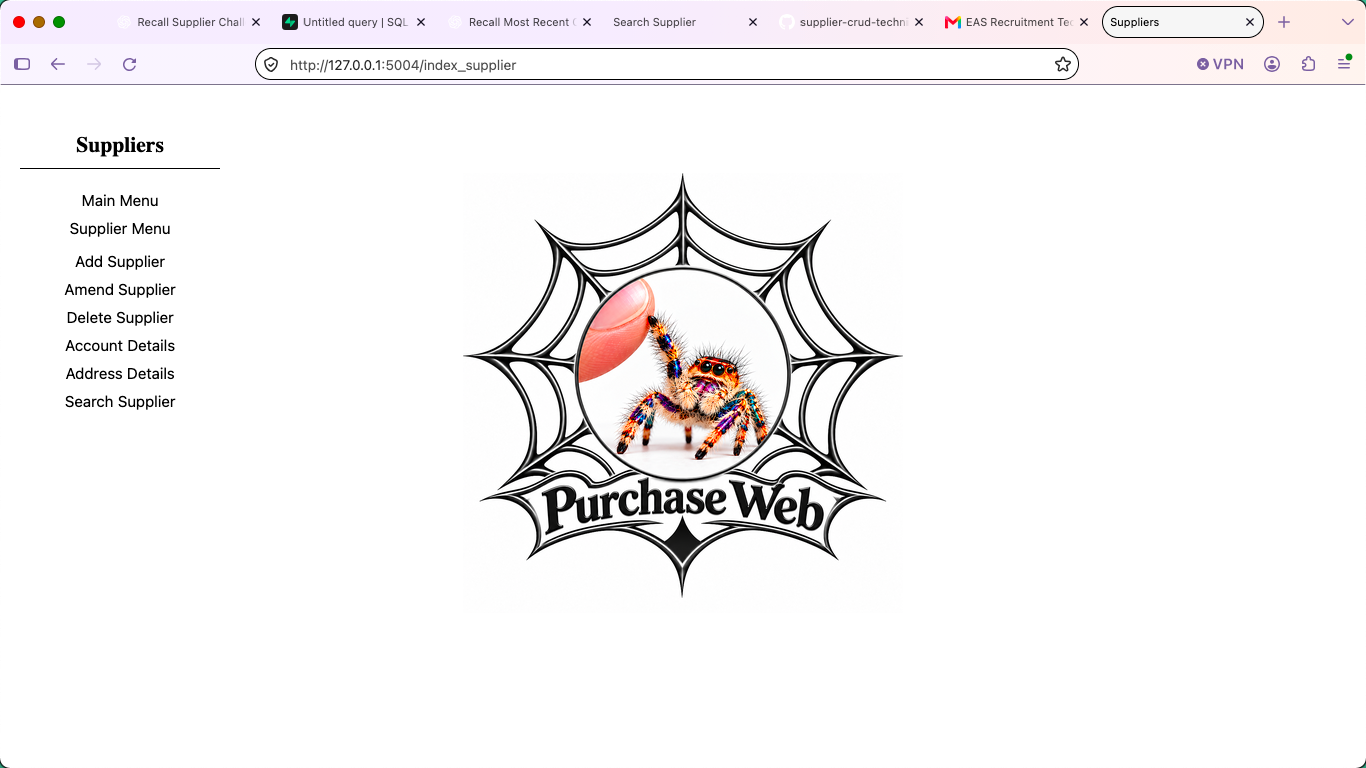 Recall Supplier Chall
Untitled query | SQL
Recall Most Recent
Search Supplier
supplier-crud-techni
EAS Recruitment Tec
Suppliers
http://127.0.0.1:5004/index_supplier
VPN
Suppliers
Main Menu
Supplier Menu
Add Supplier
Amend Supplier
Delete Supplier
Account Details
Address Details
Search Supplier
Purchase Web